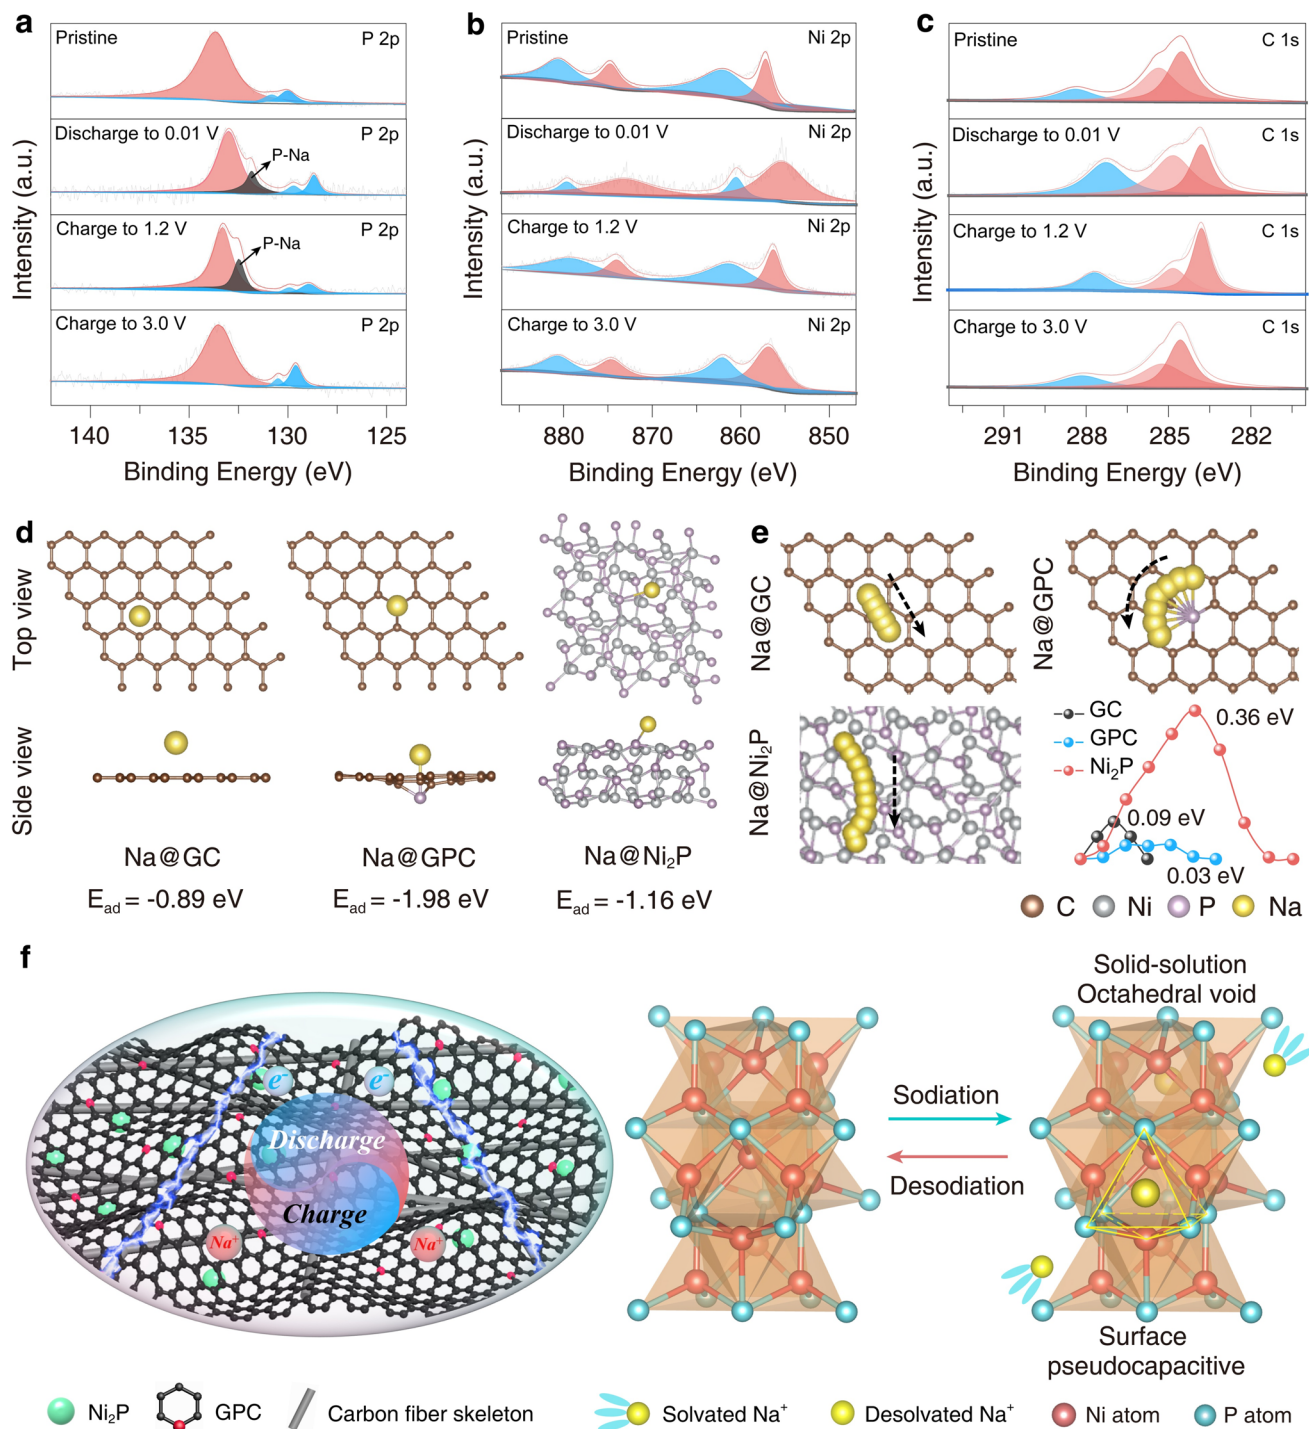 a
Pristine
P 2p
Discharge to 0.01 V
P 2p
P-Na
Charge to 1.2 V
P 2p
P-Na
Charge to 3.0 V
P 2p
Intensity (a.u.)
140
135
130
125
Binding Energy (eV)
b
Pristine
Ni 2p
Discharge to 0.01 V
Ni 2p
Charge to 1.2 V
Ni 2p
Charge to 3.0 V
Ni 2p
Intensity (a.u.)
880
870
860
850
Binding Energy (eV)
c
Pristine
C 1s
Discharge to 0.01 V
C 1s
Charge to 1.2 V
C 1s
Charge to 3.0 V
C 1s
Intensity (a.u.)
291
288
285
282
Binding Energy (eV)
d
Top view
Side view
Na@GC
Na@GPC
Na@Ni₂P
E_ad = -0.89 eV
E_ad = -1.98 eV
E_ad = -1.16 eV
e
Na@GC
Na@GPC
Na@Ni₂P
GC
GPC
Ni₂P
0.36 eV
0.09 eV
0.03 eV
C
Ni
P
Na
f
e⁻
e⁻
Discharge
Charge
Na⁺
Na⁺
Sodiation
Desodiation
Solid-solution
Octahedral void
Surface
pseudocapacitive
Ni₂P
GPC
Carbon fiber skeleton
Solvated Na⁺
Desolvated Na⁺
Ni atom
P atom